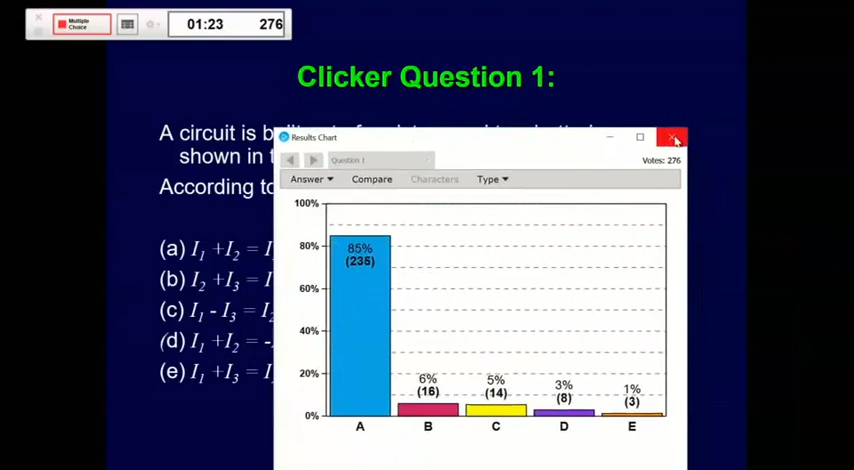 Multiple
Choice
01:23
276
Clicker Question 1:
A circuit is
shown in
According to
(a) I1 +I2 =
(b) I2 +I3 =
(c) I1 - I3 = I2
(d) I1 +I2 = -
(e) I1 +I3 =
Results Chart
Question 1
Votes: 276
Answer
Compare
Characters
Type
100%
80%
60%
40%
20%
0%
85%
(235)
6%
(16)
5%
(14)
3%
(8)
1%
(3)
A B C D E